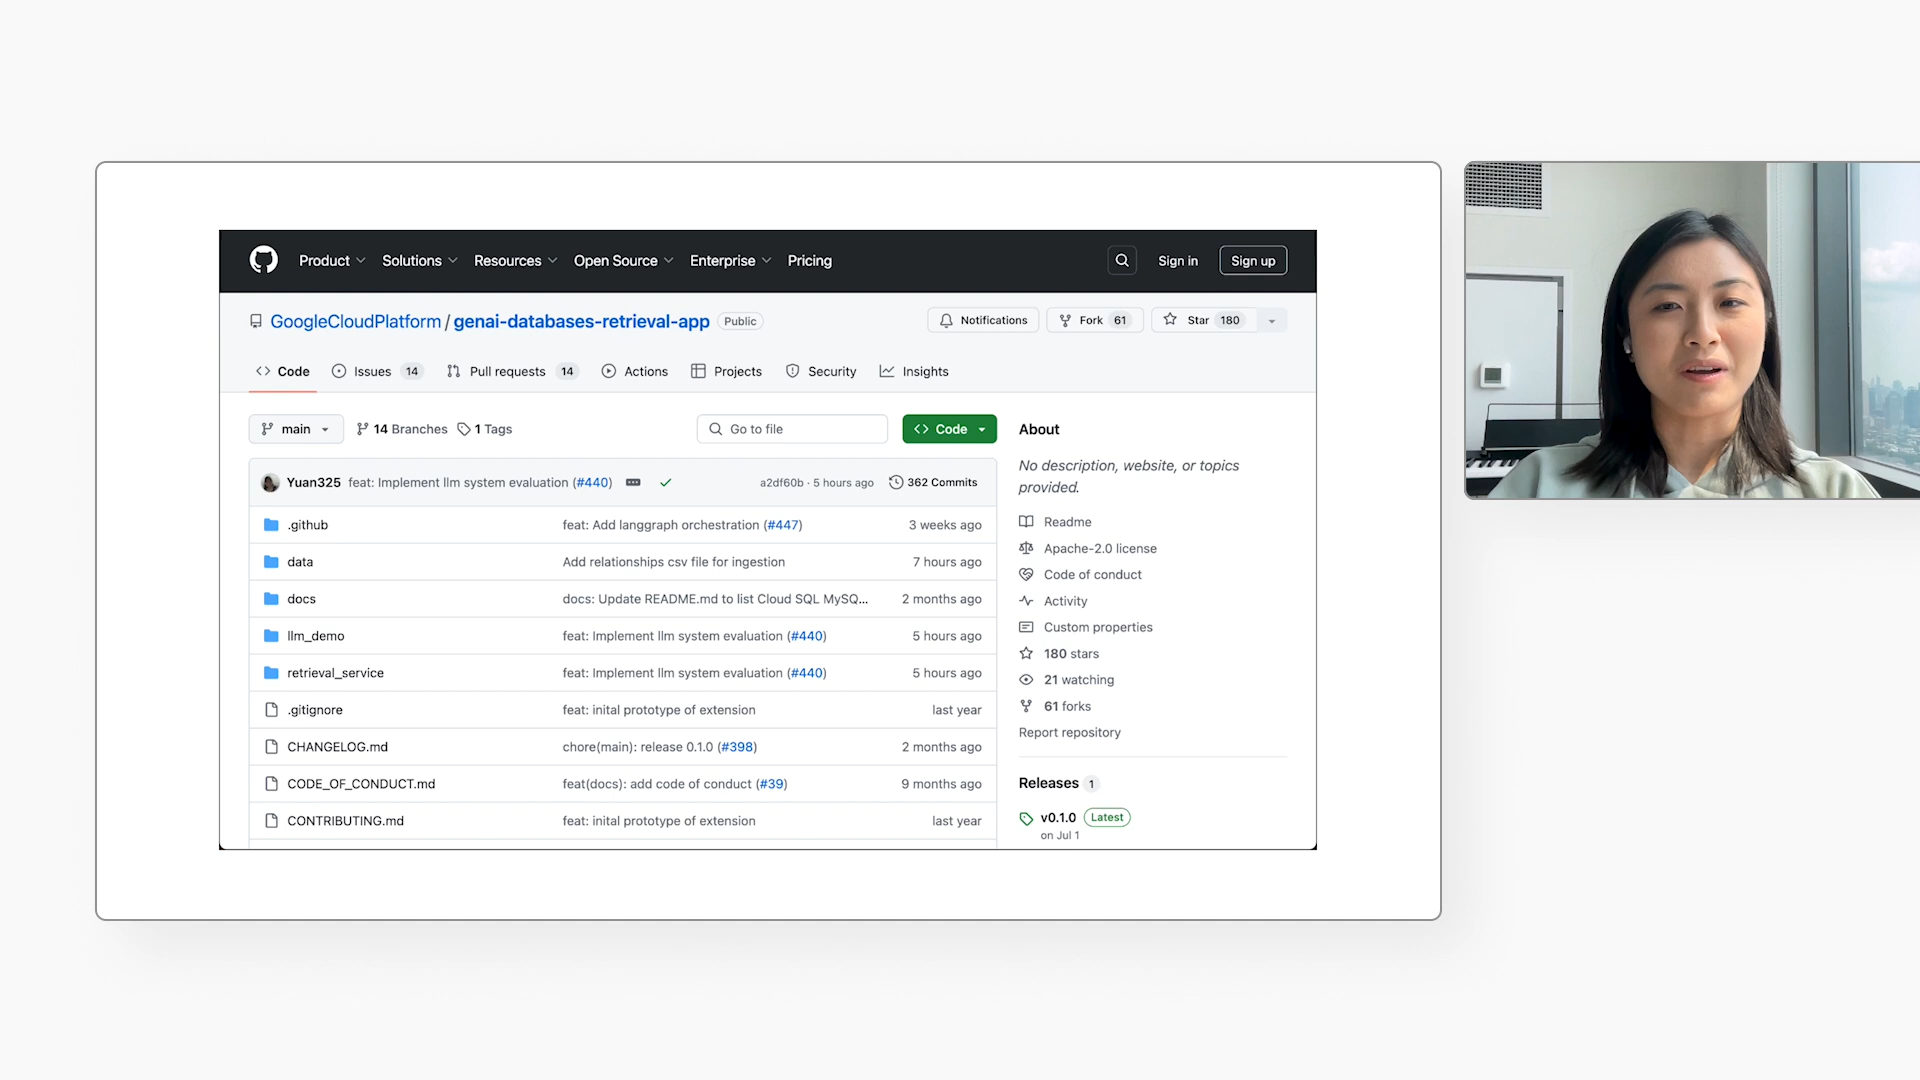 Product Solutions Resources Open Source Enterprise Pricing Sign in Sign up
GoogleCloudPlatform / genai-databases-retrieval-app Public Notifications Fork 61 Star 180
Code Issues 14 Pull requests 14 Actions Projects Security Insights
main 14 Branches 1 Tags Go to file Code
Yuan325 feat: Implement llm system evaluation (#440) a2df60b · 5 hours ago 362 Commits
.github feat: Add langgraph orchestration (#447) 3 weeks ago
data Add relationships csv file for ingestion 7 hours ago
docs docs: Update README.md to list Cloud SQL MySQ... 2 months ago
llm_demo feat: Implement llm system evaluation (#440) 5 hours ago
retrieval_service feat: Implement llm system evaluation (#440) 5 hours ago
.gitignore feat: inital prototype of extension last year
CHANGELOG.md chore(main): release 0.1.0 (#398) 2 months ago
CODE_OF_CONDUCT.md feat(docs): add code of conduct (#39) 9 months ago
CONTRIBUTING.md feat: inital prototype of extension last year
About
No description, website, or topics
provided.
Readme
Apache-2.0 license
Code of conduct
Activity
Custom properties
180 stars
21 watching
61 forks
Report repository
Releases 1
v0.1.0 Latest
on Jul 1